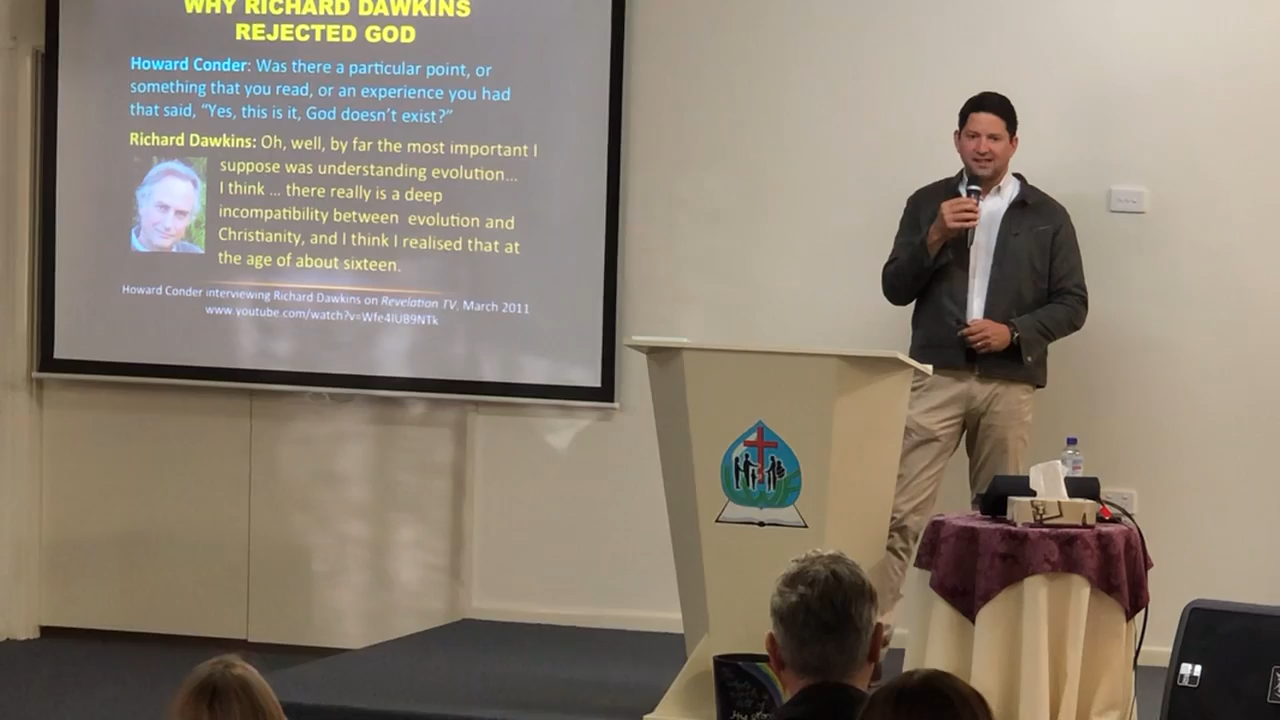 WHY RICHARD DAWKINS
REJECTED GOD
Howard Conder: Was there a particular point, or
something that you read, or an experience you had
that said, “Yes, this is it, God doesn’t exist?”
Richard Dawkins: Oh, well, by far the most important I
suppose was understanding evolution...
I think ... there really is a deep
incompatibility between evolution and
Christianity, and I think I realised that at
the age of about sixteen.
Howard Conder interviewing Richard Dawkins on Revelation TV, March 2011
www.youtube.com/watch?v=Wfe4IUB9NTk